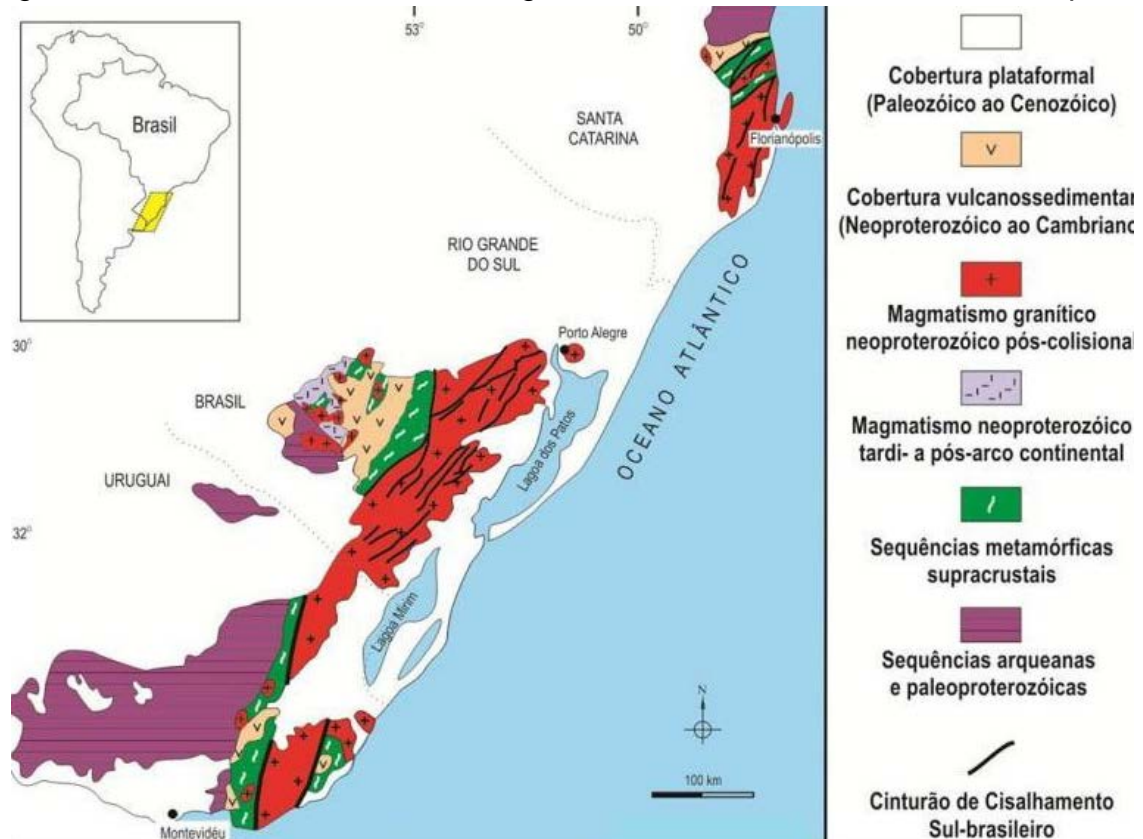 53
50
Brasil
SANTA
CATARINA
Florianópolis
RIO GRANDE
DO SUL
OCEANO ATLÂNTICO
30°
Porto Alegre
BRASIL
Lagoa dos Patos
URUGUAI
32°
Lagoa Mirim
N
100 km
Montevidéu
Cobertura plataformal
(Paleozóico ao Cenozóico)
Cobertura vulcanossedimentar
(Neoproterozóico ao Cambriano
Magmatismo granítico
neoproterozóico pós-colisional
Magmatismo neoproterozóico
tardi- a pós-arco continental
Sequências metamórficas
supracrustais
Sequências arqueanas
e paleoproterozóicas
Cinturão de Cisalhamento
Sul-brasileiro